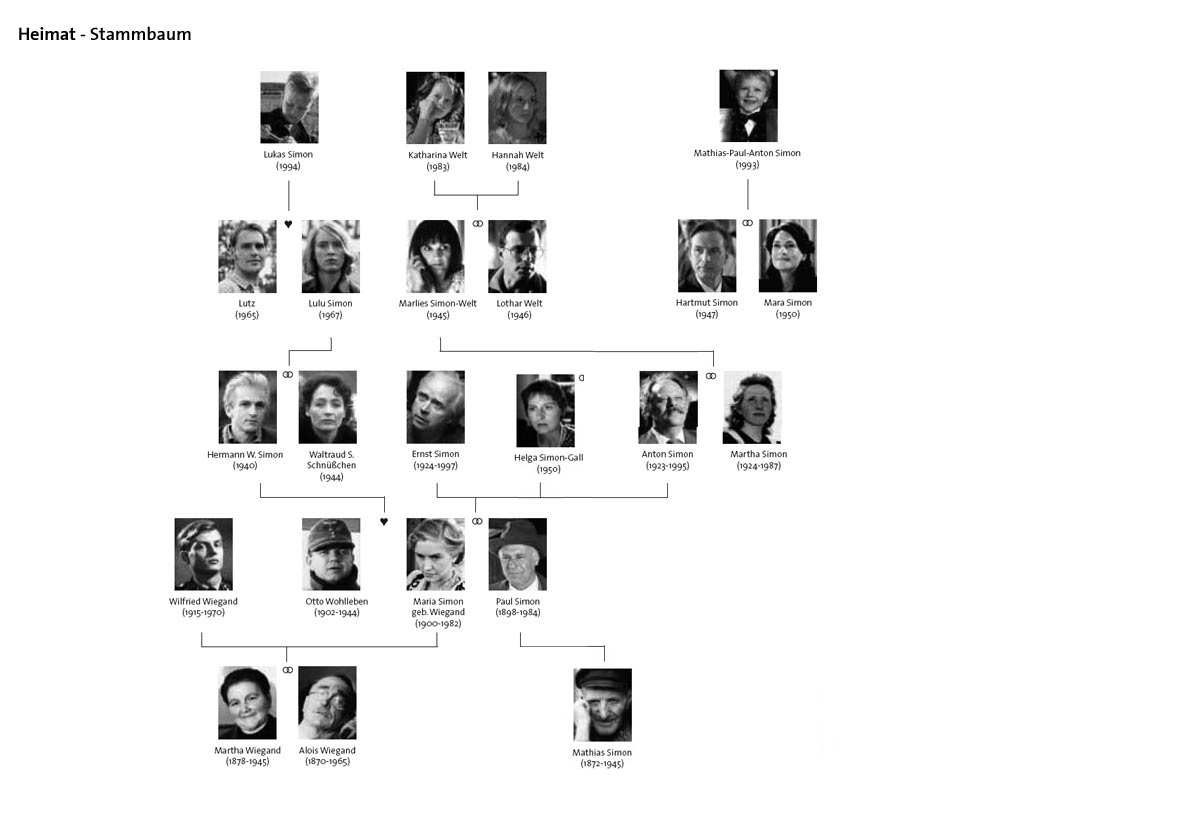 Heimat - Stammbaum
Lukas Simon
(1994)
Katharina Welt
(1983)
Hannah Welt
(1984)
Mathias-Paul-Anton Simon
(1993)
Lutz
(1965)
Lulu Simon
(1967)
Marlies Simon-Welt
(1945)
Lothar Welt
(1946)
Hartmut Simon
(1947)
Mara Simon
(1950)
Hermann W. Simon
(1940)
Waltraud S.
Schnüßchen
(1944)
Ernst Simon
(1924-1997)
Helga Simon-Gall
(1950)
Anton Simon
(1923-1995)
Martha Simon
(1924-1987)
Wilfried Wiegand
(1915-1970)
Otto Wohlleben
(1902-1944)
Maria Simon
geb. Wiegand
(1900-1982)
Paul Simon
(1898-1984)
Martha Wiegand
(1878-1945)
Alois Wiegand
(1870-1965)
Mathias Simon
(1872-1945)